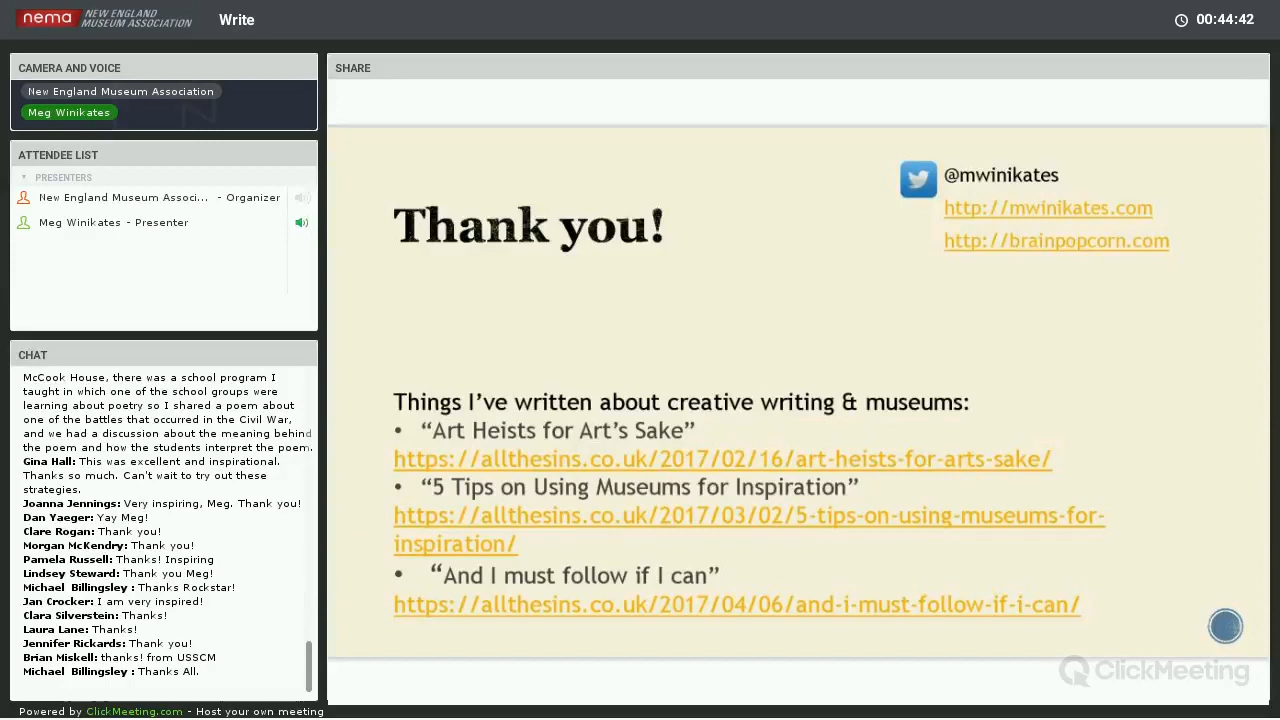 nema NEW ENGLAND
MUSEUM ASSOCIATION
Write
00:44:42
CAMERA AND VOICE
New England Museum Association
Meg Winikates
ATTENDEE LIST
PRESENTERS
New England Museum Associ... - Organizer
Meg Winikates - Presenter
CHAT
McCook House, there was a school program I
taught in which one of the school groups were
learning about poetry so I shared a poem about
one of the battles that occurred in the Civil War,
and we had a discussion about the meaning behind
the poem and how the students interpret the poem.
Gina Hall: This was excellent and inspirational.
Thanks so much. Can't wait to try out these
strategies.
Joanna Jennings: Very inspiring, Meg. Thank you!
Dan Yaeger: Yay Meg!
Clare Rogan: Thank you!
Morgan McKendry: Thank you!
Pamela Russell: Thanks! Inspiring
Lindsey Steward: Thank you Meg!
Michael Billingsley : Thanks Rockstar!
Jan Crocker: I am very inspired!
Clara Silverstein: Thanks!
Laura Lane: Thanks!
Jennifer Rickards: Thank you!
Brian Miskell: thanks! from USSCM
Michael Billingsley : Thanks All.
Powered by ClickMeeting.com - Host your own meeting
SHARE
@mwinikates
http://mwinikates.com
http://brainpopcorn.com
Thank you!
Things I've written about creative writing & museums:
• “Art Heists for Art's Sake”
https://allthesins.co.uk/2017/02/16/art-heists-for-arts-sake/
• “5 Tips on Using Museums for Inspiration”
https://allthesins.co.uk/2017/03/02/5-tips-on-using-museums-for-
inspiration/
• “And I must follow if I can”
https://allthesins.co.uk/2017/04/06/and-i-must-follow-if-i-can/
ClickMeeting